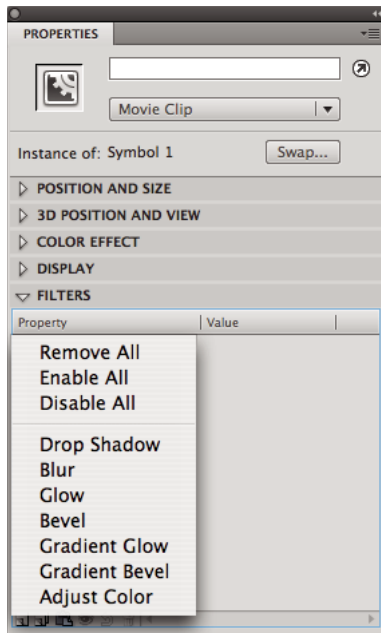 PROPERTIES
Movie Clip
Instance of: Symbol 1 Swap...
POSITION AND SIZE
3D POSITION AND VIEW
COLOR EFFECT
DISPLAY
FILTERS
Property Value
Remove All
Enable All
Disable All
Drop Shadow
Blur
Glow
Bevel
Gradient Glow
Gradient Bevel
Adjust Color